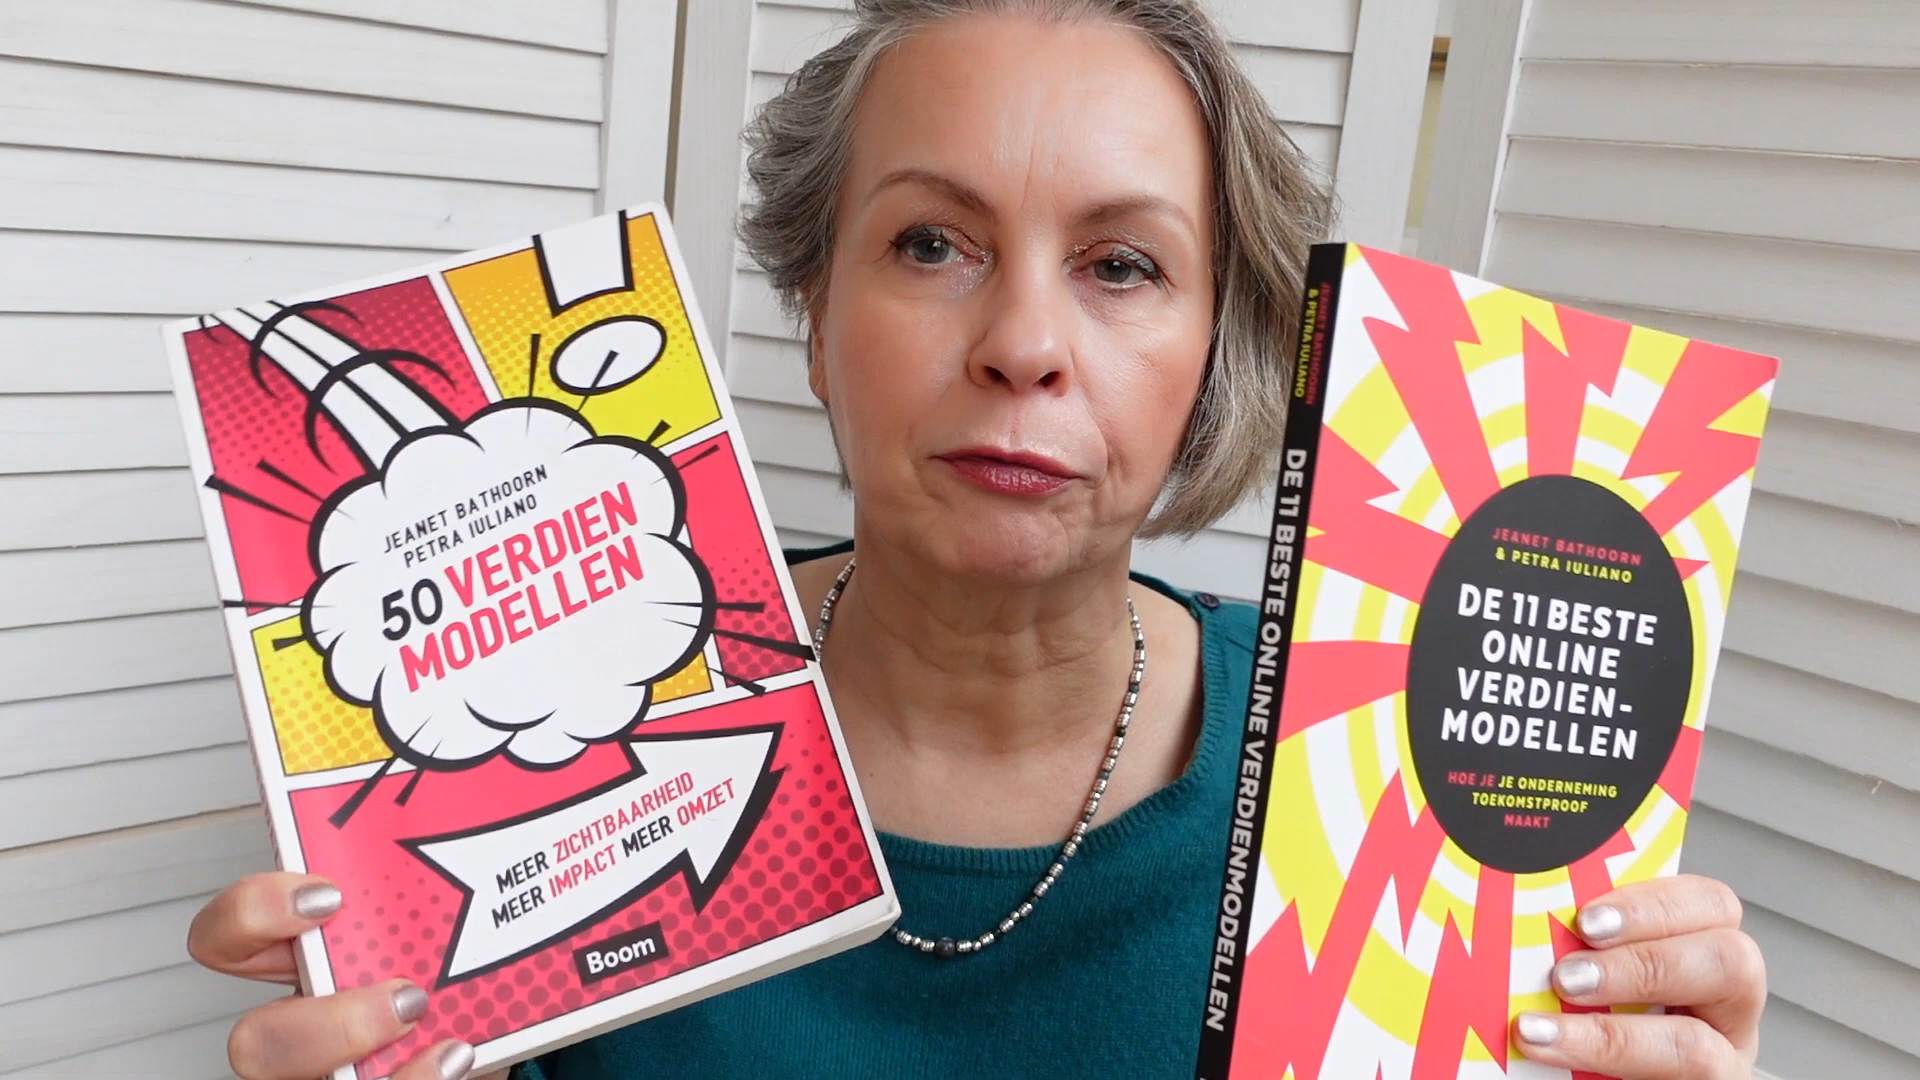 JEANET BATHOORN
PETRA IULIANO
50 VERDIEN
MODELLEN
MEER ZICHTBAARHEID
MEER IMPACT MEER OMZET
Boom
JEANET BATHOORN
& PETRA IULIANO
DE 11 BESTE ONLINE VERDIENMODELLEN
JEANET BATHOORN
& PETRA IULIANO
DE 11 BESTE
ONLINE
VERDIEN-
MODELLEN
HOE JE JE ONDERNEMING
TOEKOMSTPROOF
MAAKT